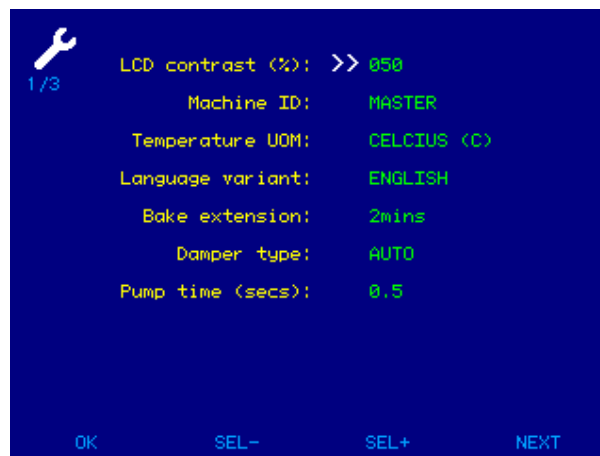 1/3
LCD contrast (%): >> 050
Machine ID: MASTER
Temperature UOM: CELCIUS (C)
Language variant: ENGLISH
Bake extension: 2mins
Damper type: AUTO
Pump time (secs): 0.5
OK SEL- SEL+ NEXT